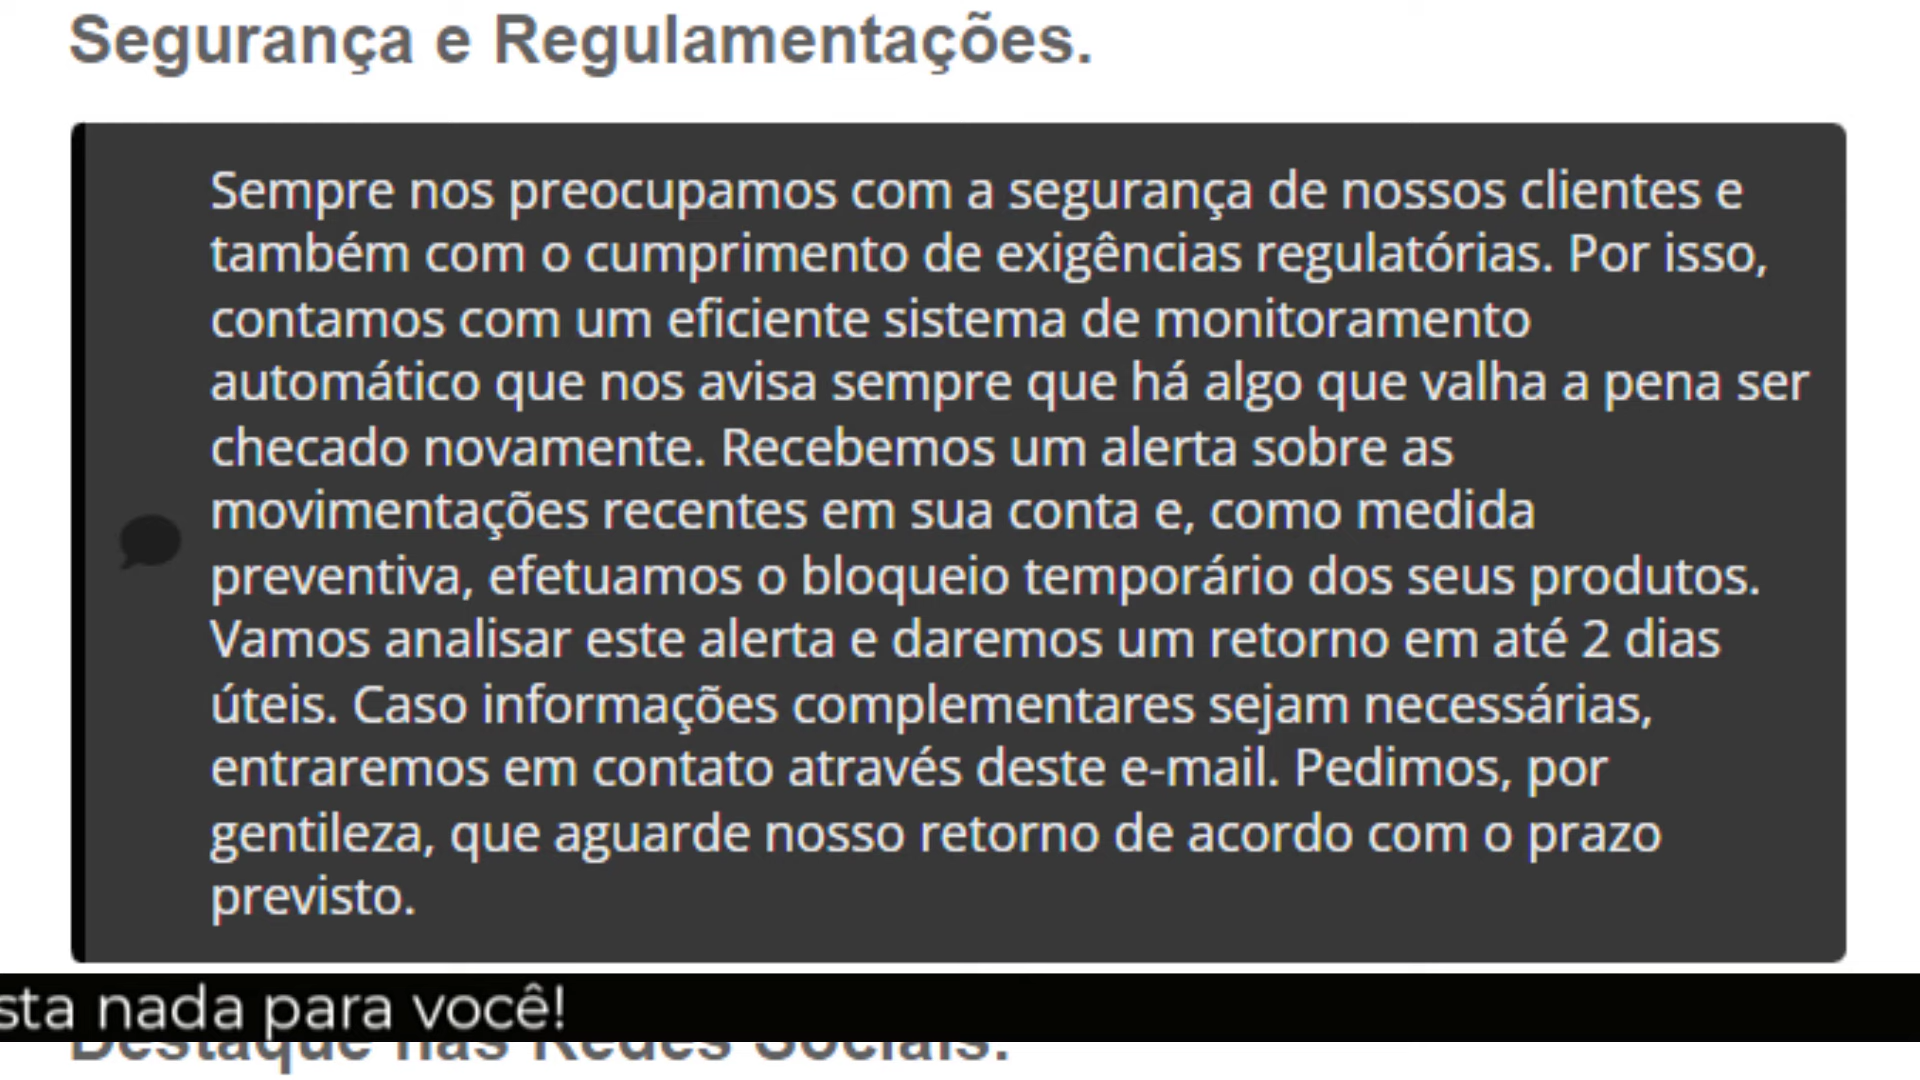 Segurança e Regulamentações.
Sempre nos preocupamos com a segurança de nossos clientes e
também com o cumprimento de exigências regulatórias. Por isso,
contamos com um eficiente sistema de monitoramento
automático que nos avisa sempre que há algo que valha a pena ser
checado novamente. Recebemos um alerta sobre as
movimentações recentes em sua conta e, como medida
preventiva, efetuamos o bloqueio temporário dos seus produtos.
Vamos analisar este alerta e daremos um retorno em até 2 dias
úteis. Caso informações complementares sejam necessárias,
entraremos em contato através deste e-mail. Pedimos, por
gentileza, que aguarde nosso retorno de acordo com o prazo
previsto.
sta nada para você!
Destaque nas Redes Sociais.